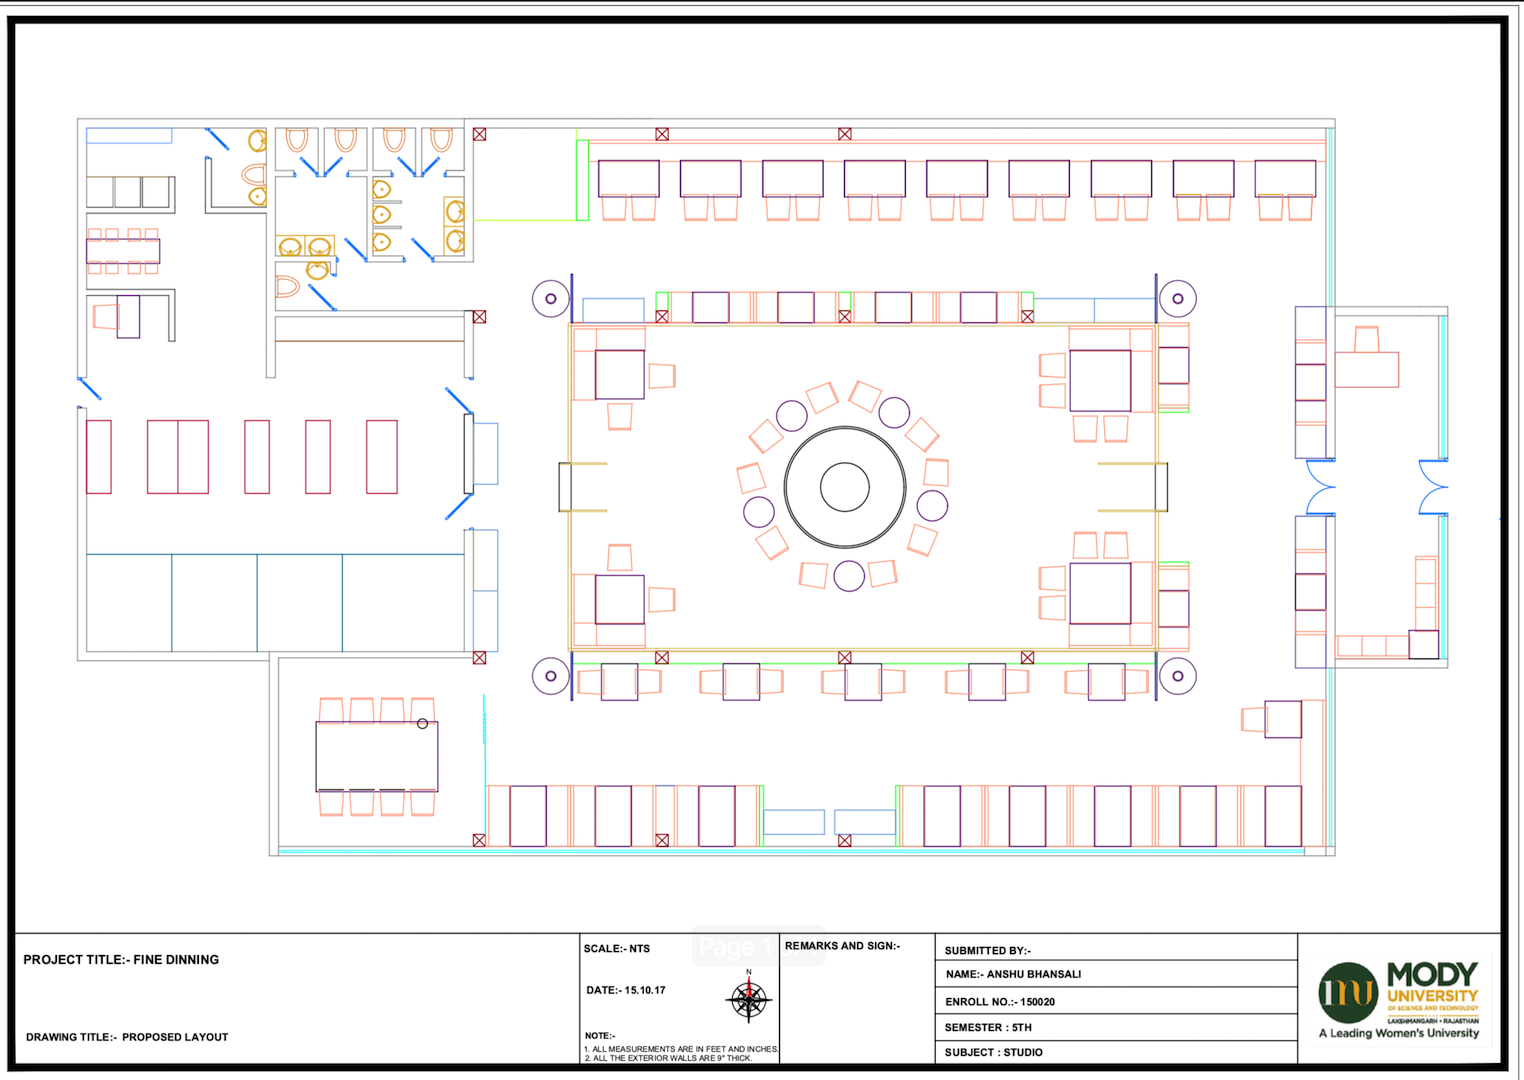 PROJECT TITLE:- FINE DINNING
DRAWING TITLE:- PROPOSED LAYOUT
SCALE:- NTS
DATE:- 15.10.17
N
NOTE:-
1. ALL MEASUREMENTS ARE IN FEET AND INCHES.
2. ALL THE EXTERIOR WALLS ARE 9" THICK.
Page 1
REMARKS AND SIGN:-
SUBMITTED BY:-
NAME:- ANSHU BHANSALI
ENROLL NO.:- 150020
SEMESTER : 5TH
SUBJECT : STUDIO
mu
MODY
UNIVERSITY
OF SCIENCE AND TECHNOLOGY
LAKSHMANGARH • RAJASTHAN
A Leading Women's University